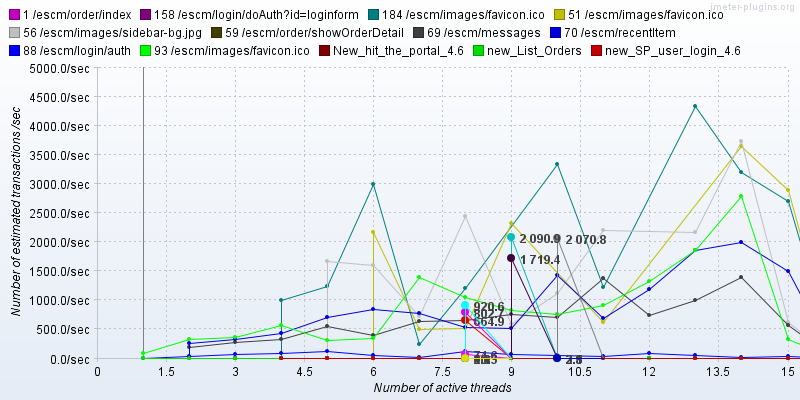 jmeter-plugins.org
1 /escm/order/index 158 /escm/login/doAuth?id=loginform 184 /escm/images/favicon.ico 51 /escm/images/favicon.ico
56 /escm/images/sidebar-bg.jpg 59 /escm/order/showOrderDetail 69 /escm/messages 70 /escm/recentItem
88 /escm/login/auth 93 /escm/images/favicon.ico New_hit_the_portal_4.6 new_List_Orders new_SP_user_login_4.6
5000.0/sec
4500.0/sec
4000.0/sec
3500.0/sec
3000.0/sec
2500.0/sec
2000.0/sec
1500.0/sec
1000.0/sec
500.0/sec
0.0/sec
Number of estimated transactions /sec
2 090.9
2 070.8
1 719.4
920.6
802.7
664.9
0 1.5 3 4.5 6 7.5 9 10.5 12 13.5 15
Number of active threads